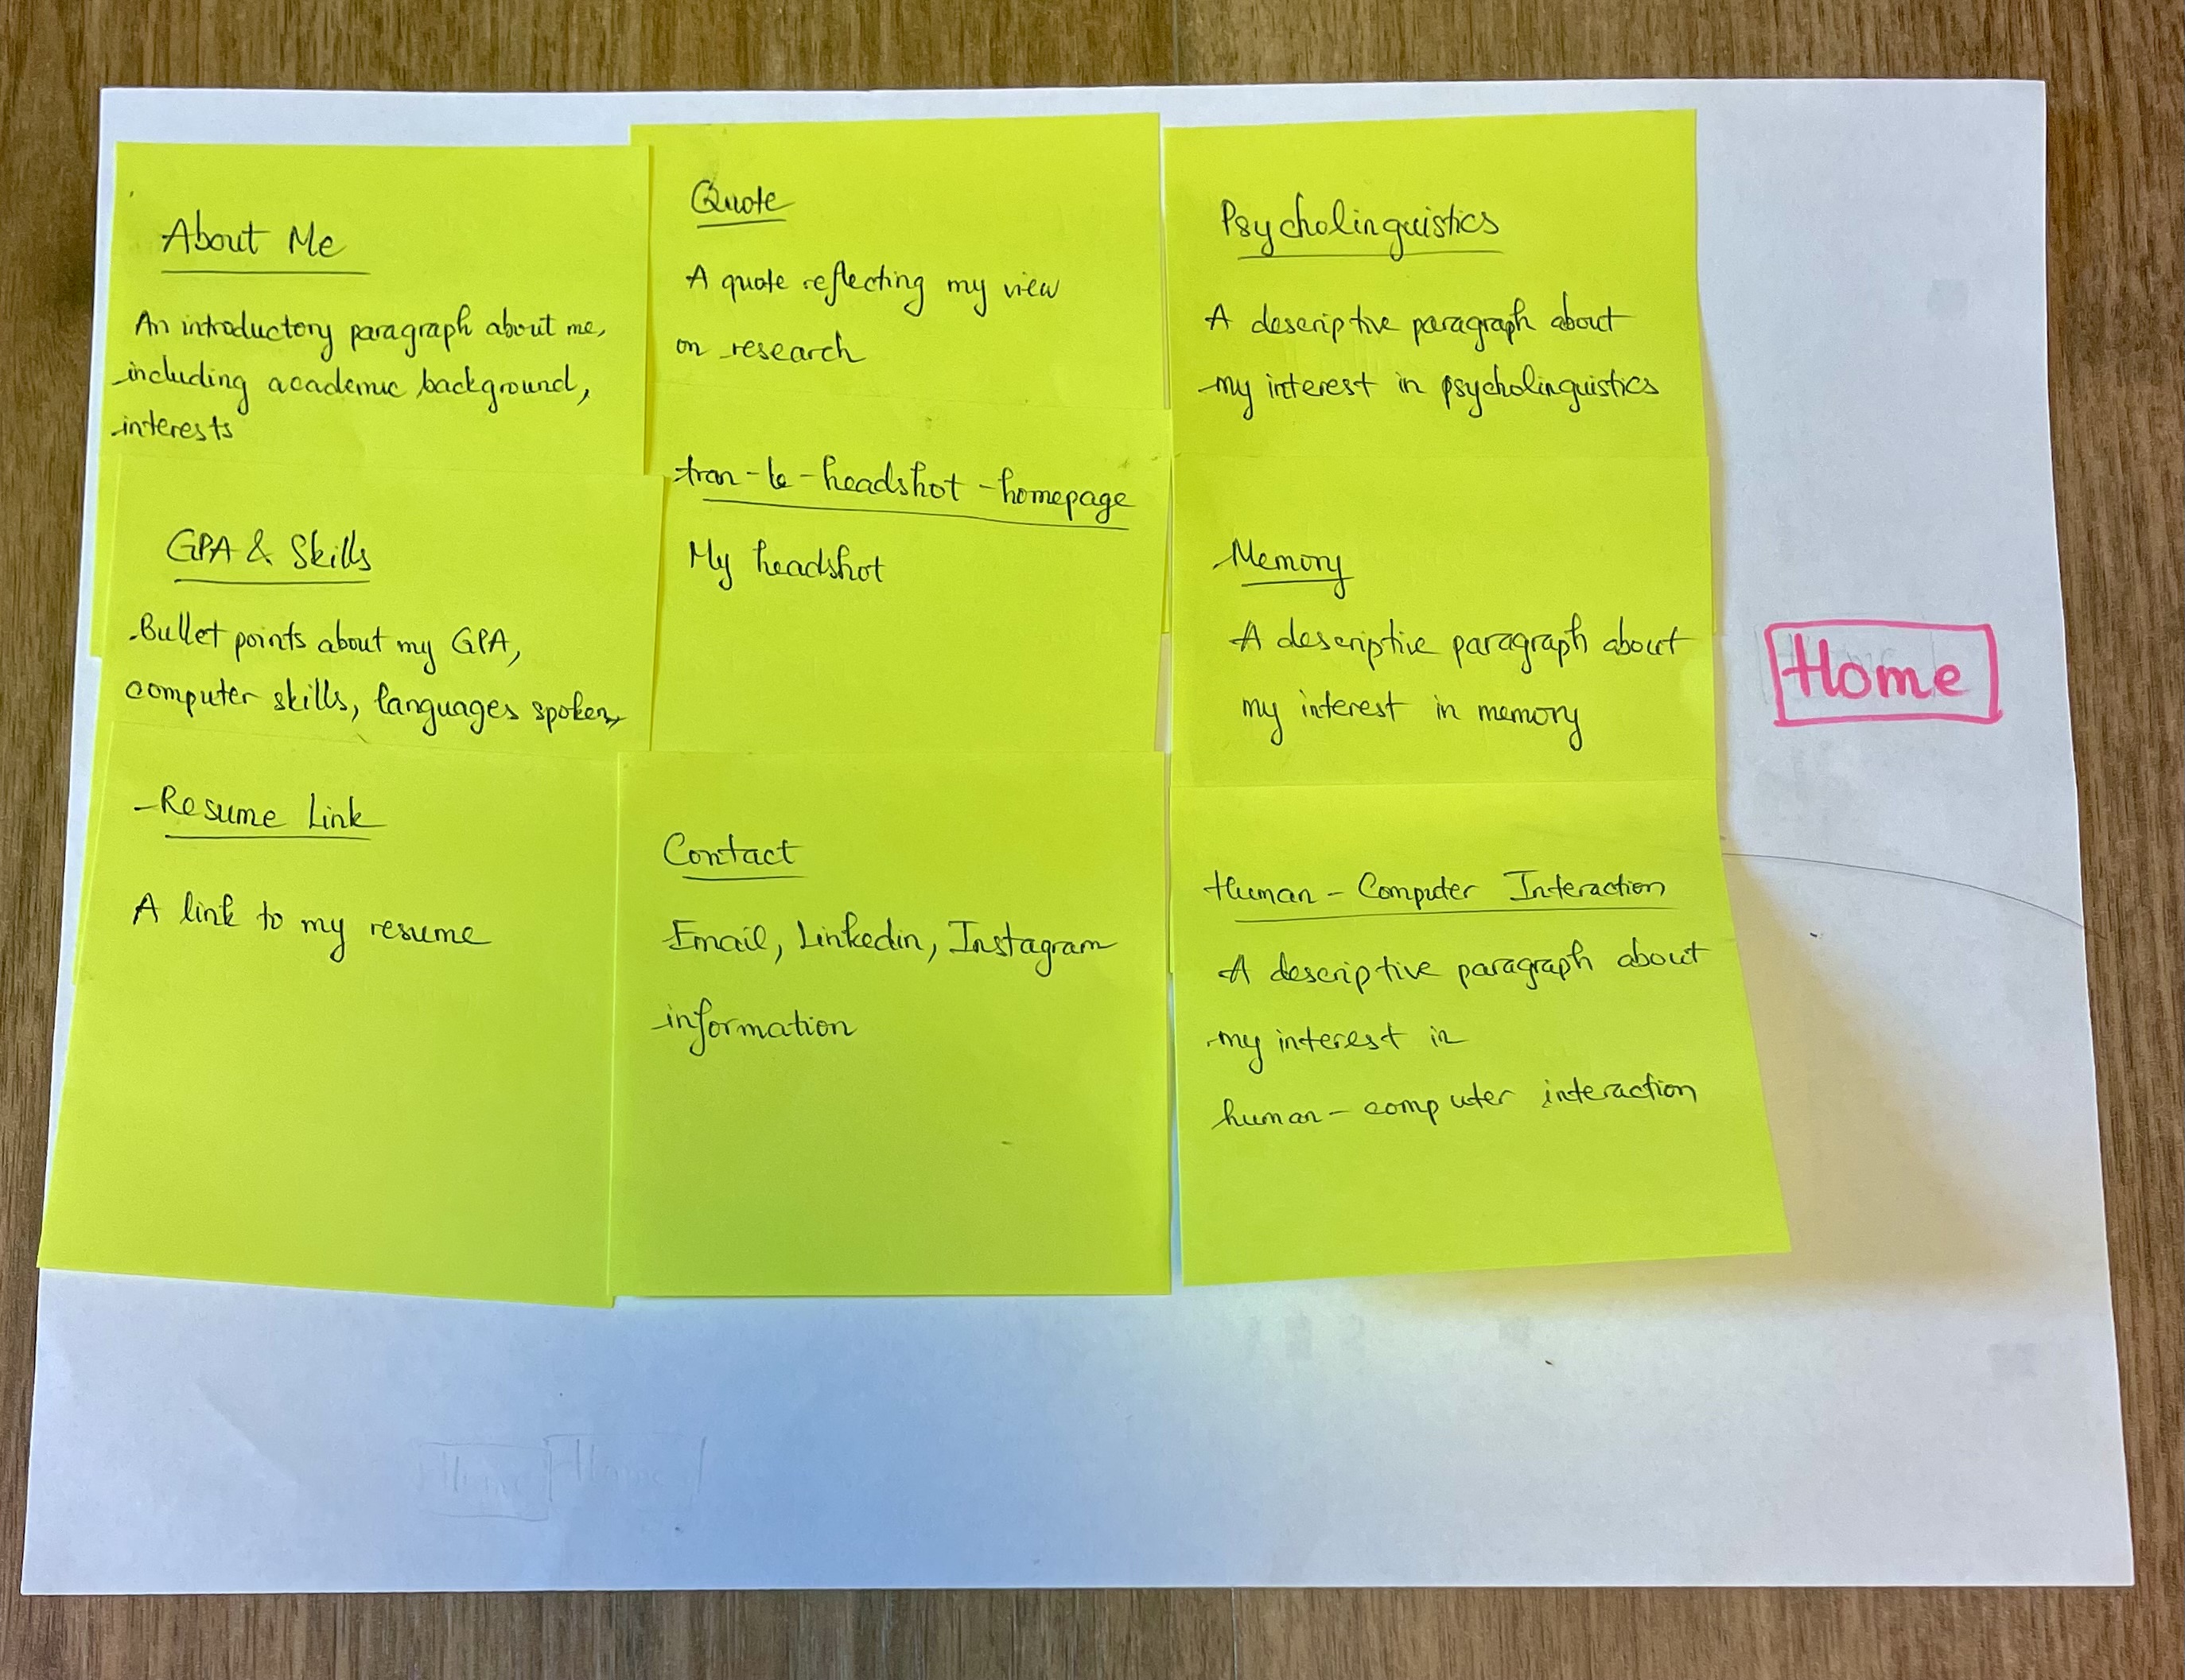 About Me
An introductory paragraph about me,
including academic background,
interests
GPA & Skills
Bullet points about my GPA,
computer skills, languages spoken,
Resume Link
A link to my resume
Quote
A quote reflecting my view
on research
tran-le-headshot-homepage
My headshot
Contact
Email, Linkedin, Instagram
information
Psycholinguistics
A descriptive paragraph about
my interest in psycholinguistics
Memory
A descriptive paragraph about
my interest in memory
Human-Computer Interaction
A descriptive paragraph about
my interest in
human-computer interaction
Home